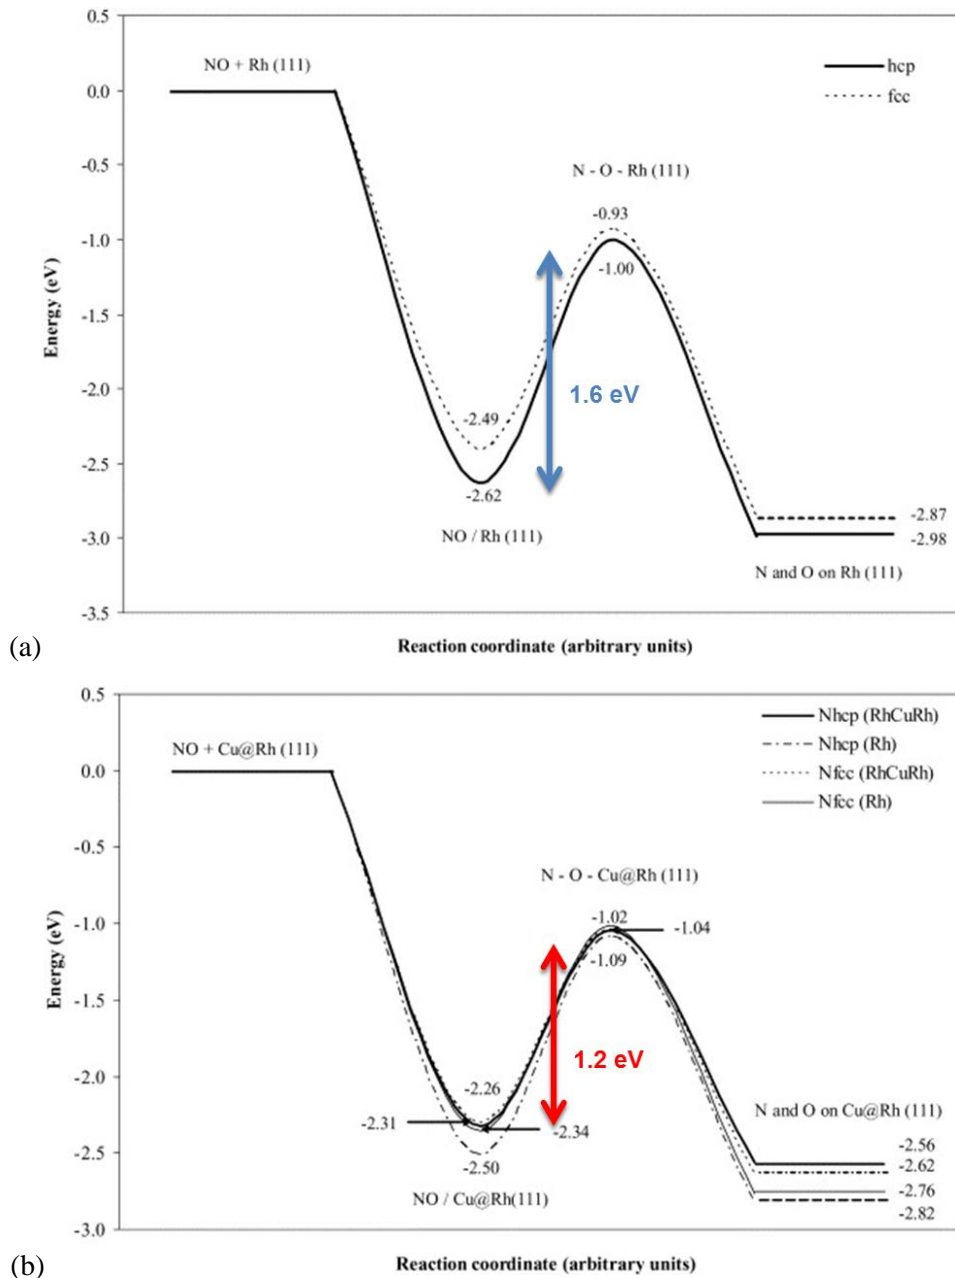 0.5
NO + Rh (111)
hcp
fcc
0.0
-0.5
N - O - Rh (111)
-0.93
-1.0
-1.00
Energy (eV)
-1.5
1.6 eV
-2.0
-2.49
-2.5
-2.62
NO / Rh (111)
-2.87
-2.98
-3.0
N and O on Rh (111)
-3.5
(a)
Reaction coordinate (arbitrary units)
0.5
NO + Cu@Rh (111)
Nhcp (RhCuRh)
Nhcp (Rh)
Nfcc (RhCuRh)
Nfcc (Rh)
0.0
-0.5
N - O - Cu@Rh (111)
-1.02
-1.04
-1.0
-1.09
Energy (eV)
-1.5
1.2 eV
-2.0
-2.26
-2.31
-2.34
N and O on Cu@Rh (111)
-2.5
-2.50
-2.56
-2.62
NO / Cu@Rh(111)
-2.76
-2.82
-3.0
(b)
Reaction coordinate (arbitrary units)